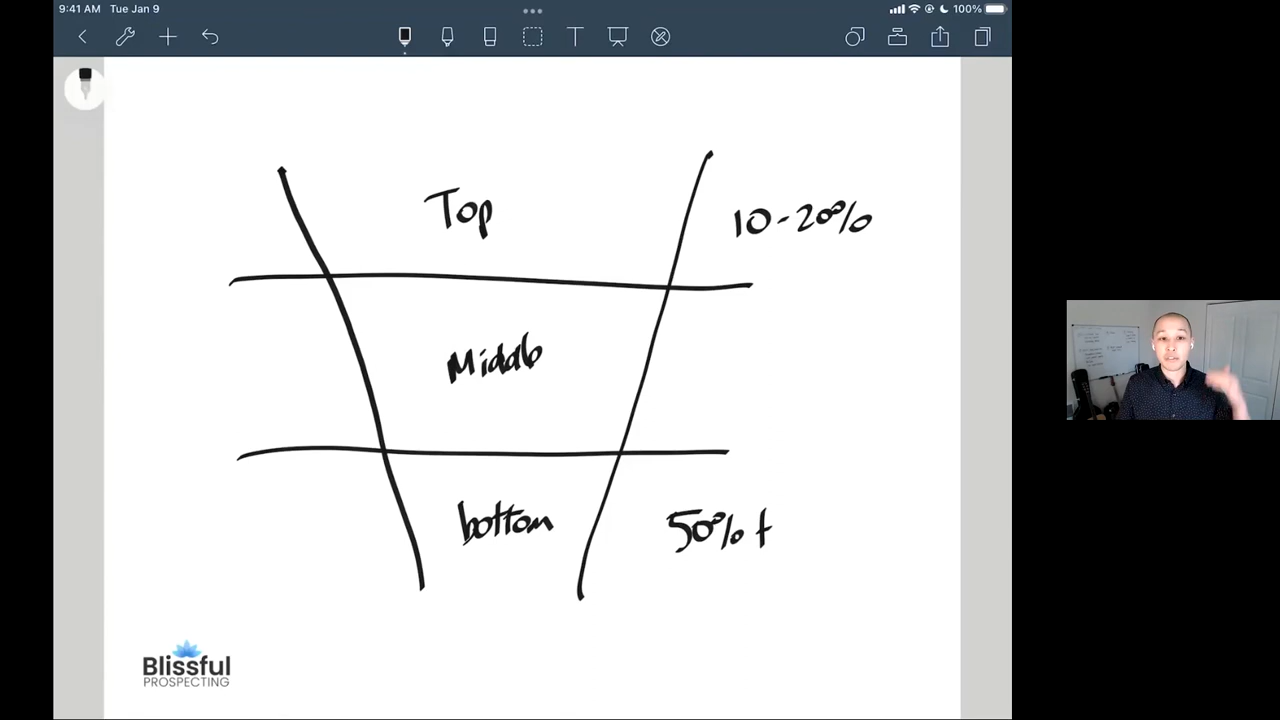 9:41 AM Tue Jan 9
100%
Top
10-20%
Middle
bottom
50% +
Blissful
PROSPECTING